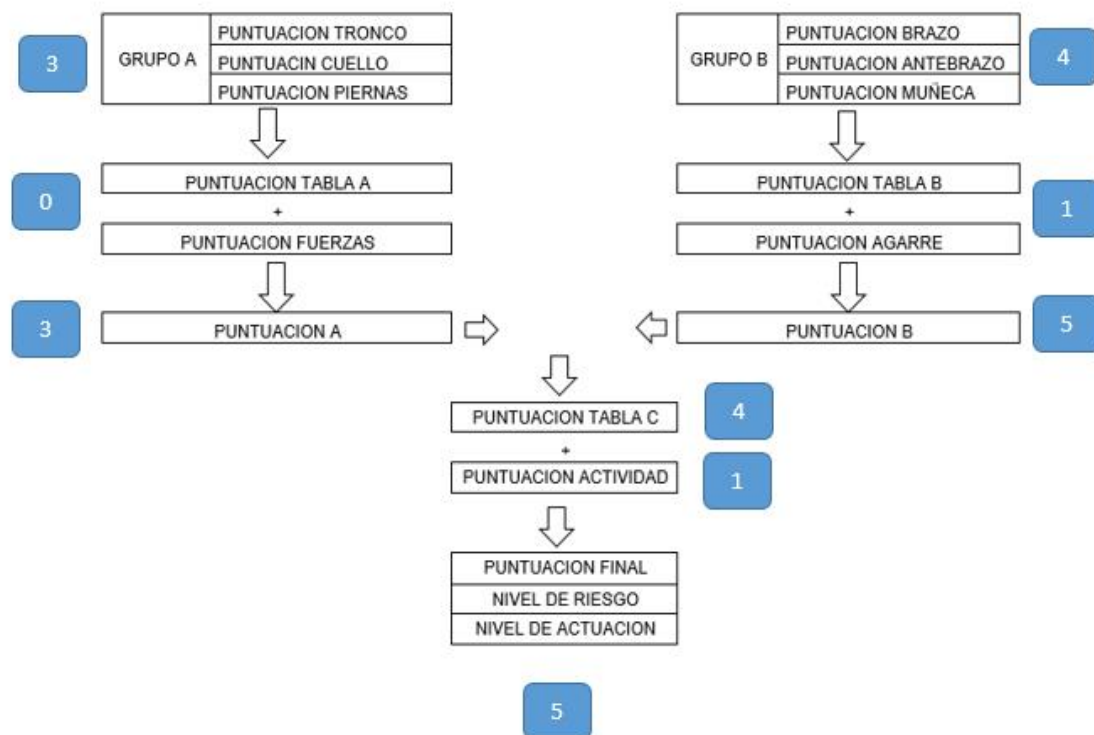 3
GRUPO A
PUNTUACION TRONCO
PUNTUACIN CUELLO
PUNTUACION PIERNAS
GRUPO B
PUNTUACION BRAZO
PUNTUACION ANTEBRAZO
PUNTUACION MUÑECA
4
0
PUNTUACION TABLA A
+
PUNTUACION FUERZAS
PUNTUACION TABLA B
+
PUNTUACION AGARRE
1
3
PUNTUACION A
PUNTUACION B
5
PUNTUACION TABLA C
4
+
PUNTUACION ACTIVIDAD
1
PUNTUACION FINAL
NIVEL DE RIESGO
NIVEL DE ACTUACION
5